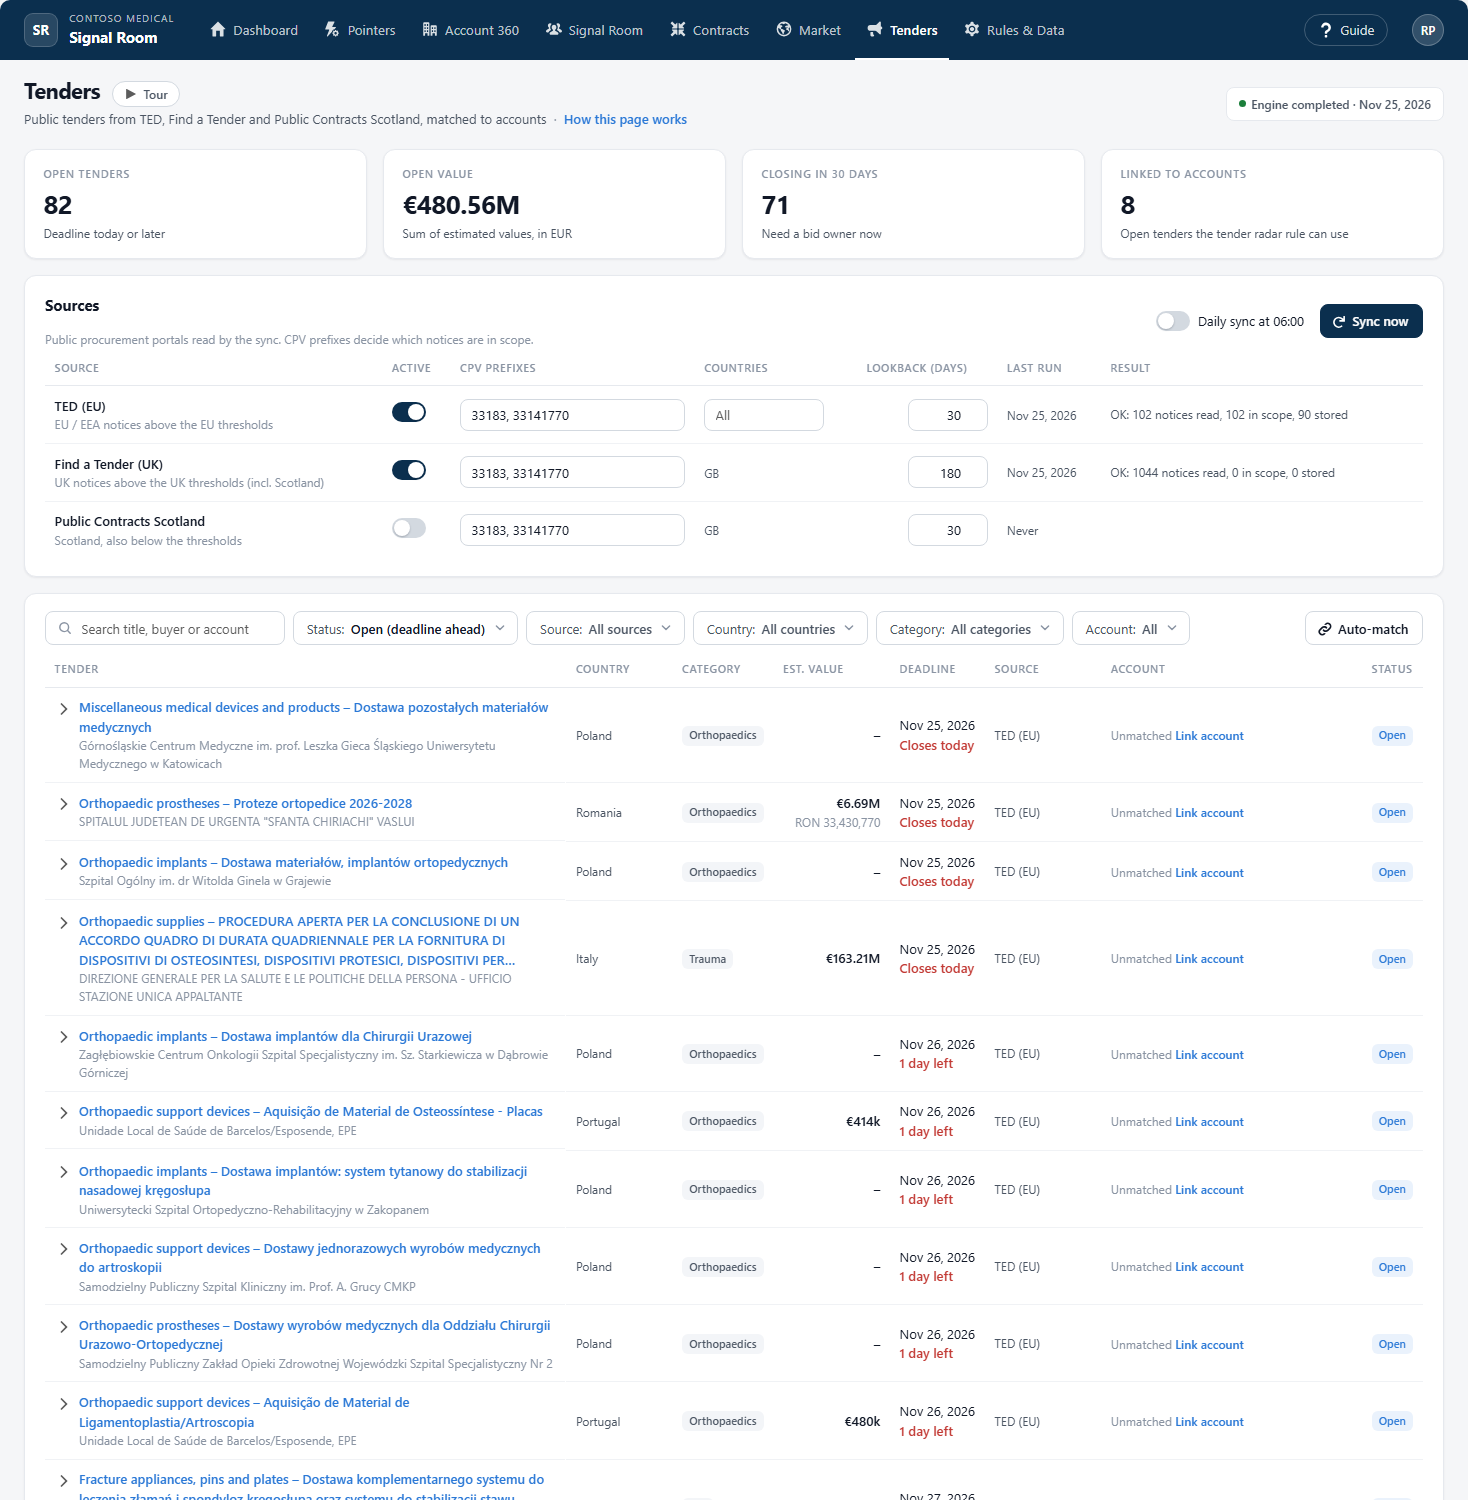 SR
CONTOSO MEDICAL
Signal Room
Dashboard
Pointers
Account 360
Signal Room
Contracts
Market
Tenders
Rules & Data
? Guide
RP
Tenders
Tour
Engine completed · Nov 25, 2026
Public tenders from TED, Find a Tender and Public Contracts Scotland, matched to accounts · How this page works
OPEN TENDERS
82
Deadline today or later
OPEN VALUE
€480.56M
Sum of estimated values, in EUR
CLOSING IN 30 DAYS
71
Need a bid owner now
LINKED TO ACCOUNTS
8
Open tenders the tender radar rule can use
Sources
Daily sync at 06:00
Sync now
Public procurement portals read by the sync. CPV prefixes decide which notices are in scope.
SOURCE ACTIVE CPV PREFIXES COUNTRIES LOOKBACK (DAYS) LAST RUN RESULT
TED (EU)
EU / EEA notices above the EU thresholds
33183, 33141770 All 30 Nov 25, 2026 OK: 102 notices read, 102 in scope, 90 stored
Find a Tender (UK)
UK notices above the UK thresholds (incl. Scotland)
33183, 33141770 GB 180 Nov 25, 2026 OK: 1044 notices read, 0 in scope, 0 stored
Public Contracts Scotland
Scotland, also below the thresholds
33183, 33141770 GB 30 Never
Search title, buyer or account
Status: Open (deadline ahead)
Source: All sources
Country: All countries
Category: All categories
Account: All
Auto-match
TENDER COUNTRY CATEGORY EST. VALUE DEADLINE SOURCE ACCOUNT STATUS
Miscellaneous medical devices and products – Dostawa pozostałych materiałów
medycznych
Górnośląskie Centrum Medyczne im. prof. Leszka Gieca Śląskiego Uniwersytetu
Medycznego w Katowicach
Poland Orthopaedics – Nov 25, 2026
Closes today
TED (EU) Unmatched Link account Open
Orthopaedic prostheses – Proteze ortopedice 2026-2028
SPITALUL JUDETEAN DE URGENTA "SFANTA CHIRIACHI" VASLUI
Romania Orthopaedics €6.69M
RON 33,430,770
Nov 25, 2026
Closes today
TED (EU) Unmatched Link account Open
Orthopaedic implants – Dostawa materiałów, implantów ortopedycznych
Szpital Ogólny im. dr Witolda Ginela w Grajewie
Poland Orthopaedics – Nov 25, 2026
Closes today
TED (EU) Unmatched Link account Open
Orthopaedic supplies – PROCEDURA APERTA PER LA CONCLUSIONE DI UN
ACCORDO QUADRO DI DURATA QUADRIENNALE PER LA FORNITURA DI
DISPOSITIVI DI OSTEOSINTESI, DISPOSITIVI PROTESICI, DISPOSITIVI PER...
DIREZIONE GENERALE PER LA SALUTE E LE POLITICHE DELLA PERSONA - UFFICIO
STAZIONE UNICA APPALTANTE
Italy Trauma €163.21M Nov 25, 2026
Closes today
TED (EU) Unmatched Link account Open
Orthopaedic implants – Dostawa implantów dla Chirurgii Urazowej
Zagłębiowskie Centrum Onkologii Szpital Specjalistyczny im. Sz. Starkiewicza w Dąbrowie
Górniczej
Poland Orthopaedics – Nov 26, 2026
1 day left
TED (EU) Unmatched Link account Open
Orthopaedic support devices – Aquisição de Material de Osteossíntese - Placas
Unidade Local de Saúde de Barcelos/Esposende, EPE
Portugal Orthopaedics €414k Nov 26, 2026
1 day left
TED (EU) Unmatched Link account Open
Orthopaedic implants – Dostawa implantów: system tytanowy do stabilizacji
nasadowej kręgosłupa
Uniwersytecki Szpital Ortopedyczno-Rehabilitacyjny w Zakopanem
Poland Orthopaedics – Nov 26, 2026
1 day left
TED (EU) Unmatched Link account Open
Orthopaedic support devices – Dostawy jednorazowych wyrobów medycznych
do artroskopii
Samodzielny Publiczny Szpital Kliniczny im. Prof. A. Grucy CMKP
Poland Orthopaedics – Nov 26, 2026
1 day left
TED (EU) Unmatched Link account Open
Orthopaedic prostheses – Dostawy wyrobów medycznych dla Oddziału Chirurgii
Urazowo-Ortopedycznej
Samodzielny Publiczny Zakład Opieki Zdrowotnej Wojewódzki Szpital Specjalistyczny Nr 2
Poland Orthopaedics – Nov 26, 2026
1 day left
TED (EU) Unmatched Link account Open
Orthopaedic support devices – Aquisição de Material de
Ligamentoplastia/Artroscopia
Unidade Local de Saúde de Barcelos/Esposende, EPE
Portugal Orthopaedics €480k Nov 26, 2026
1 day left
TED (EU) Unmatched Link account Open
Fracture appliances, pins and plates – Dostawa komplementarnego systemu do
leczenia złamań i spondyloz kręgosłupa oraz systemu do stabilizacji stawu
Nov 27, 2026